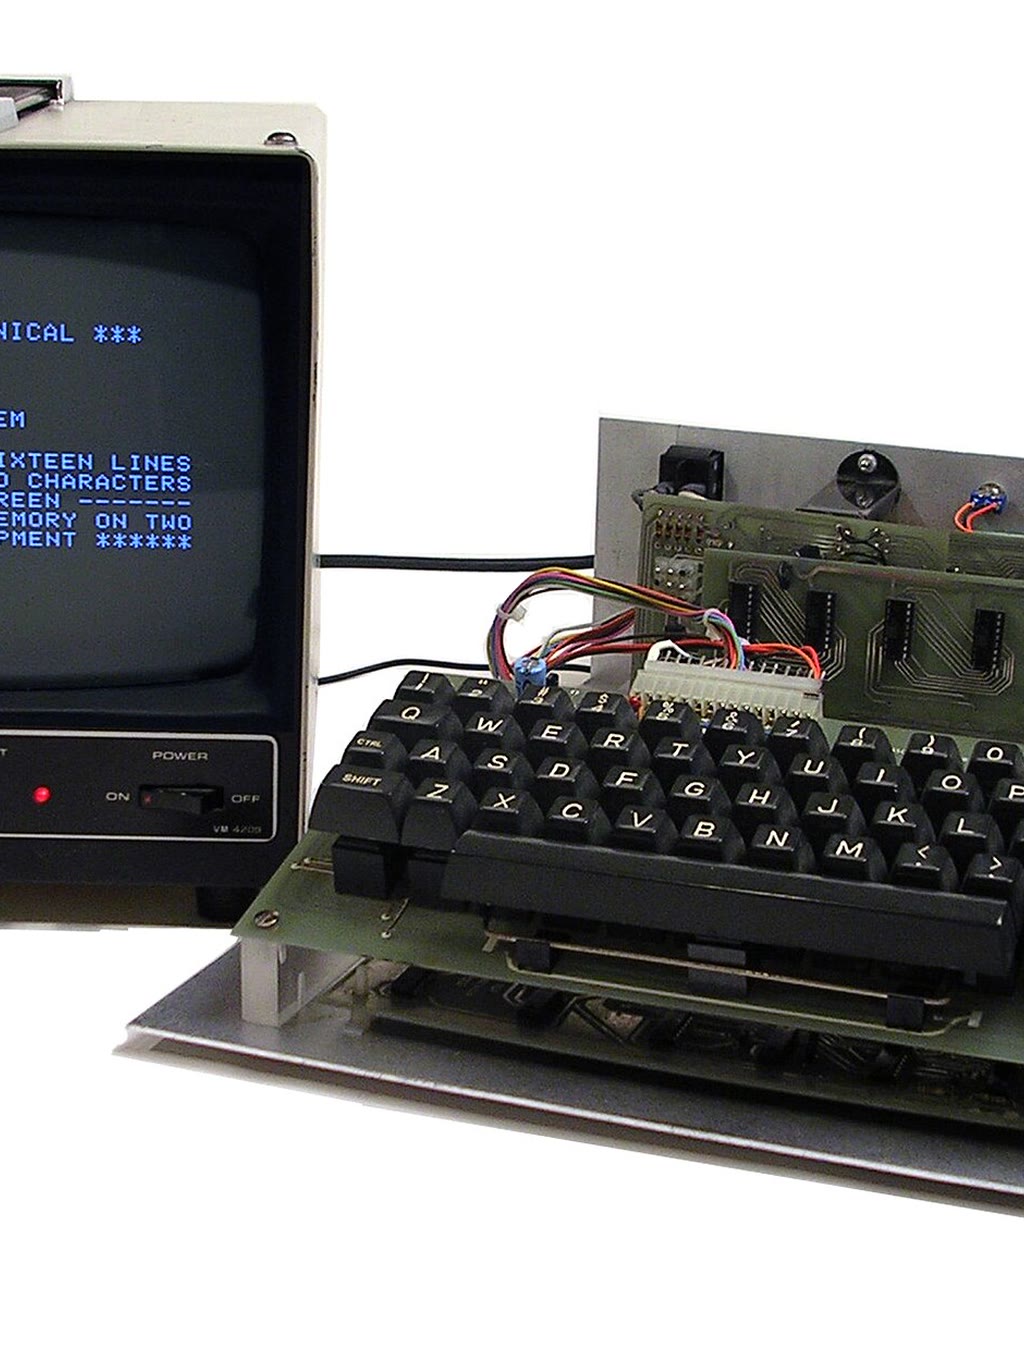 NICAL ***
EM
IXTEEN LINES
CHARACTERS
REEN -------
EMORY ON TWO
PMENT ******
POWER
ON OFF
VM 4209
Q W E R T Y U I O P
CTRL A S D F G H J K L
SHIFT Z X C V B N M < >